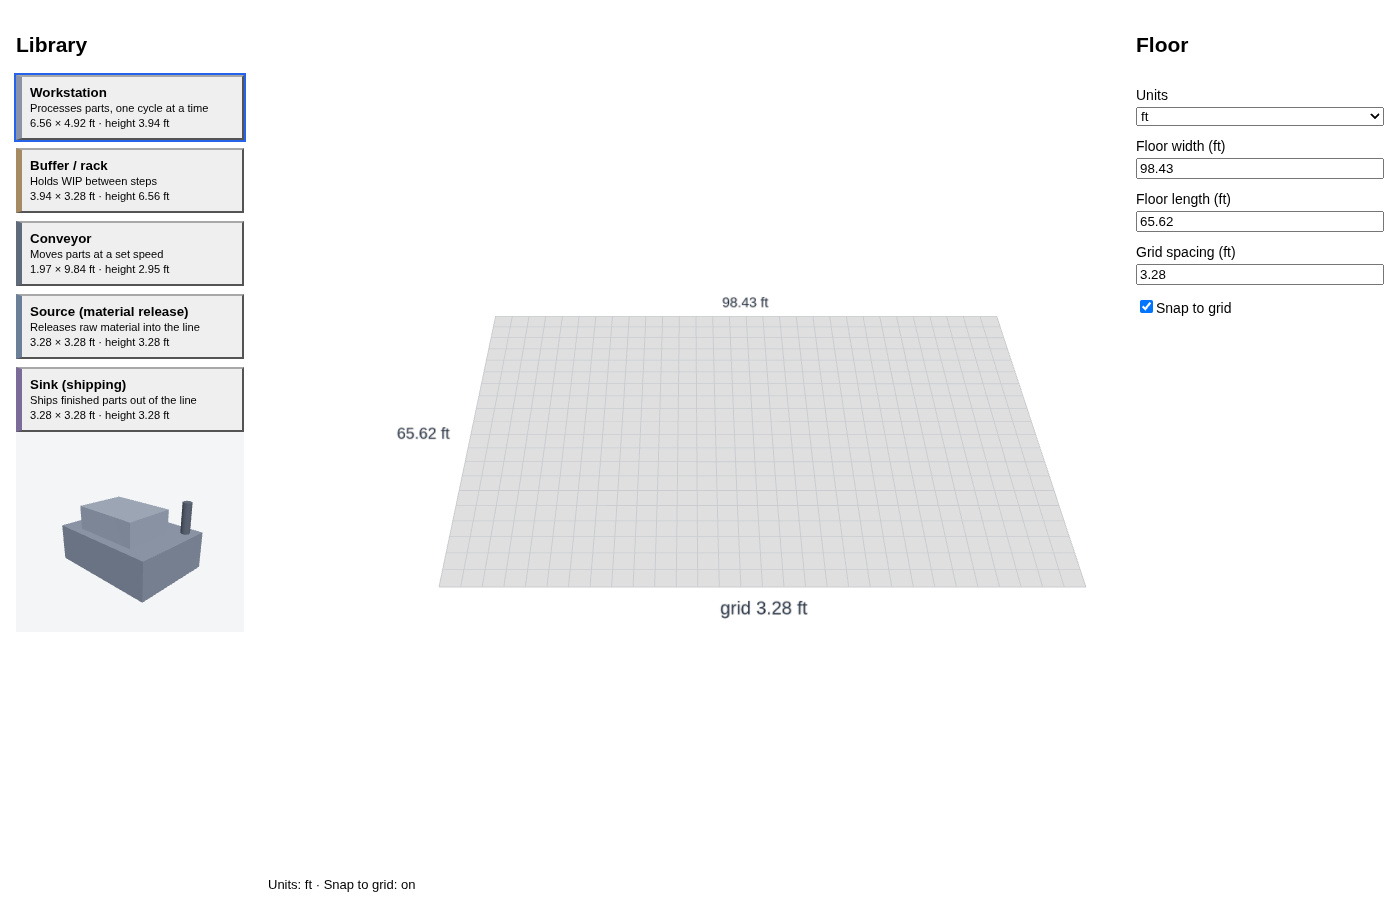 Library
Workstation
Processes parts, one cycle at a time
6.56 × 4.92 ft · height 3.94 ft
Buffer / rack
Holds WIP between steps
3.94 × 3.28 ft · height 6.56 ft
Conveyor
Moves parts at a set speed
1.97 × 9.84 ft · height 2.95 ft
Source (material release)
Releases raw material into the line
3.28 × 3.28 ft · height 3.28 ft
Sink (shipping)
Ships finished parts out of the line
3.28 × 3.28 ft · height 3.28 ft
98.43 ft
65.62 ft
grid 3.28 ft
Units: ft · Snap to grid: on
Floor
Units
ft
Floor width (ft)
98.43
Floor length (ft)
65.62
Grid spacing (ft)
3.28
Snap to grid